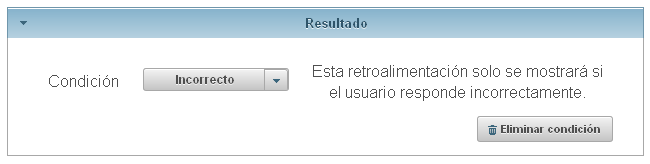 Resultado
Condición
Incorrecto
Esta retroalimentación solo se mostrará si
el usuario responde incorrectamente.
Eliminar condición